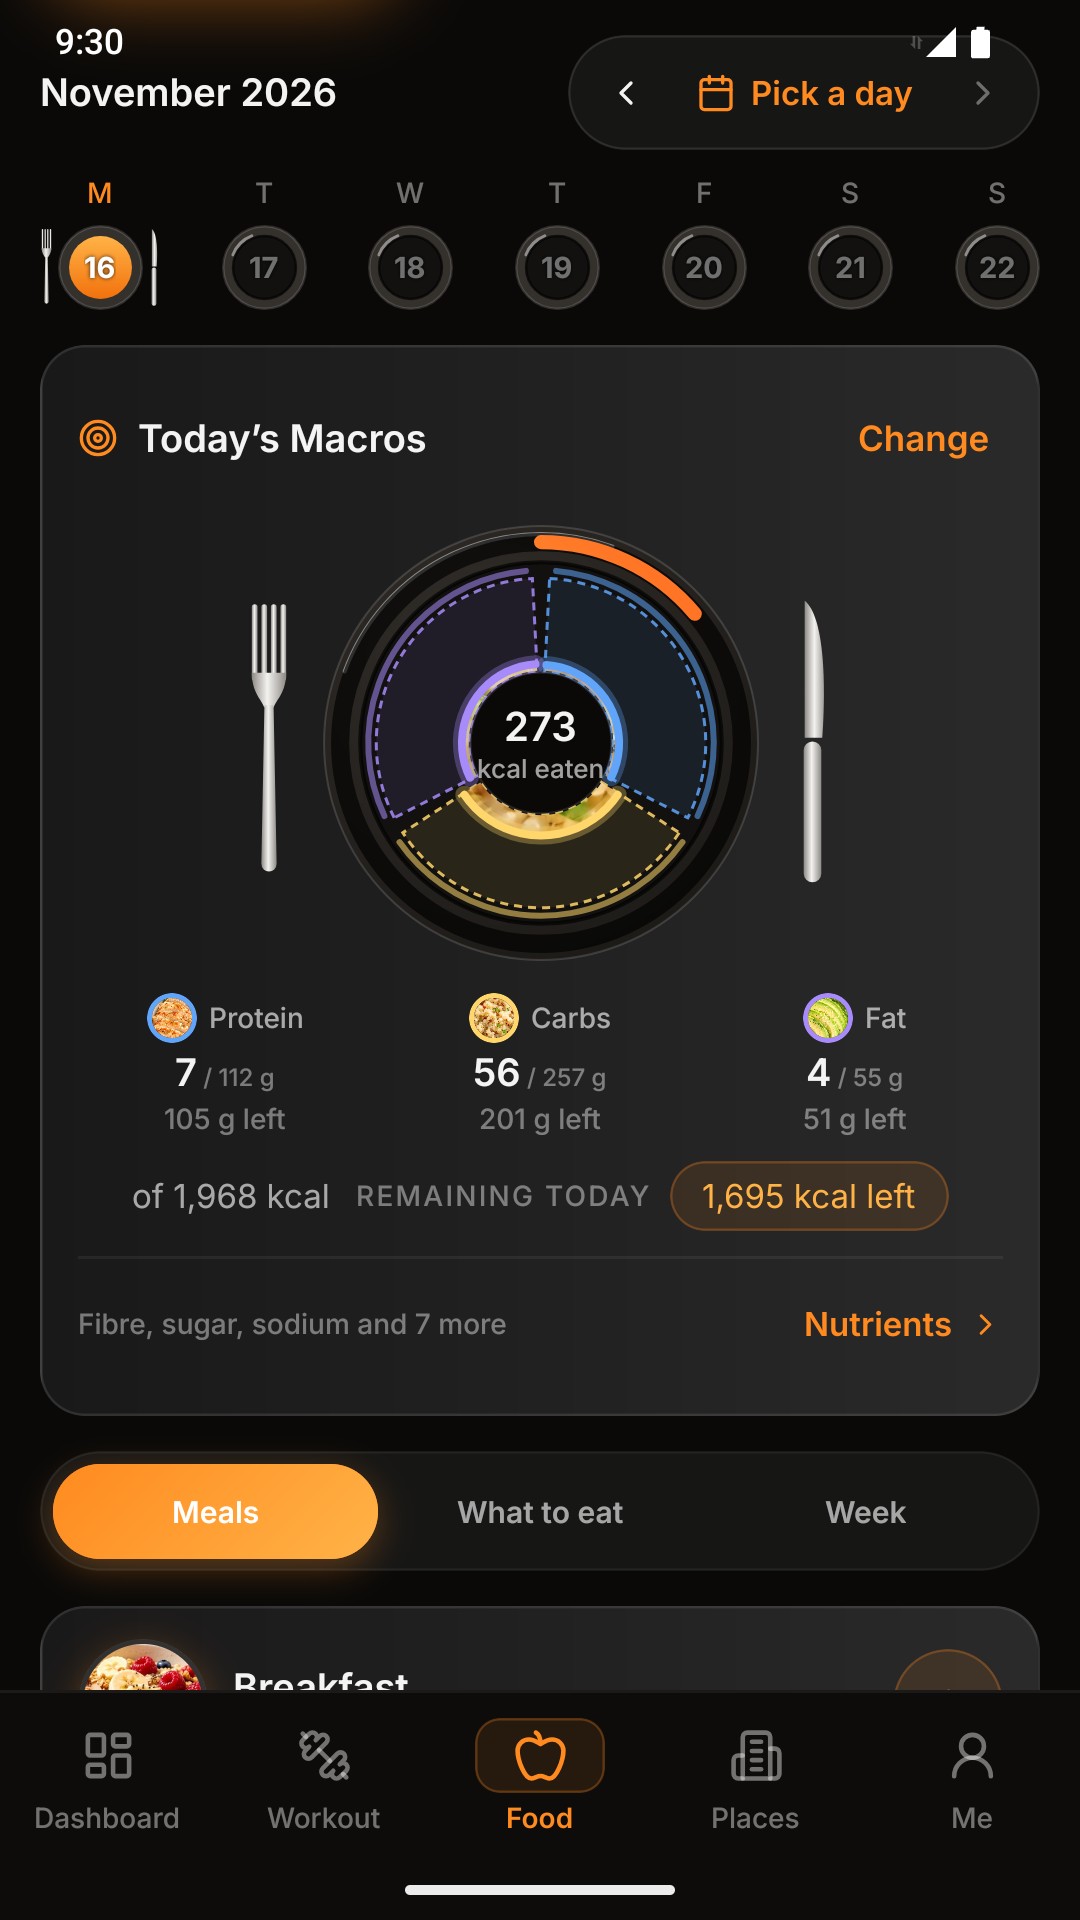 9:30
November 2026
Pick a day
M T W T F S S
16 17 18 19 20 21 22
Today’s Macros
Change
273
kcal eaten
Protein
7 / 112 g
105 g left
Carbs
56 / 257 g
201 g left
Fat
4 / 55 g
51 g left
of 1,968 kcal REMAINING TODAY 1,695 kcal left
Fibre, sugar, sodium and 7 more
Nutrients
Meals What to eat Week
Breakfast
Dashboard Workout Food Places Me